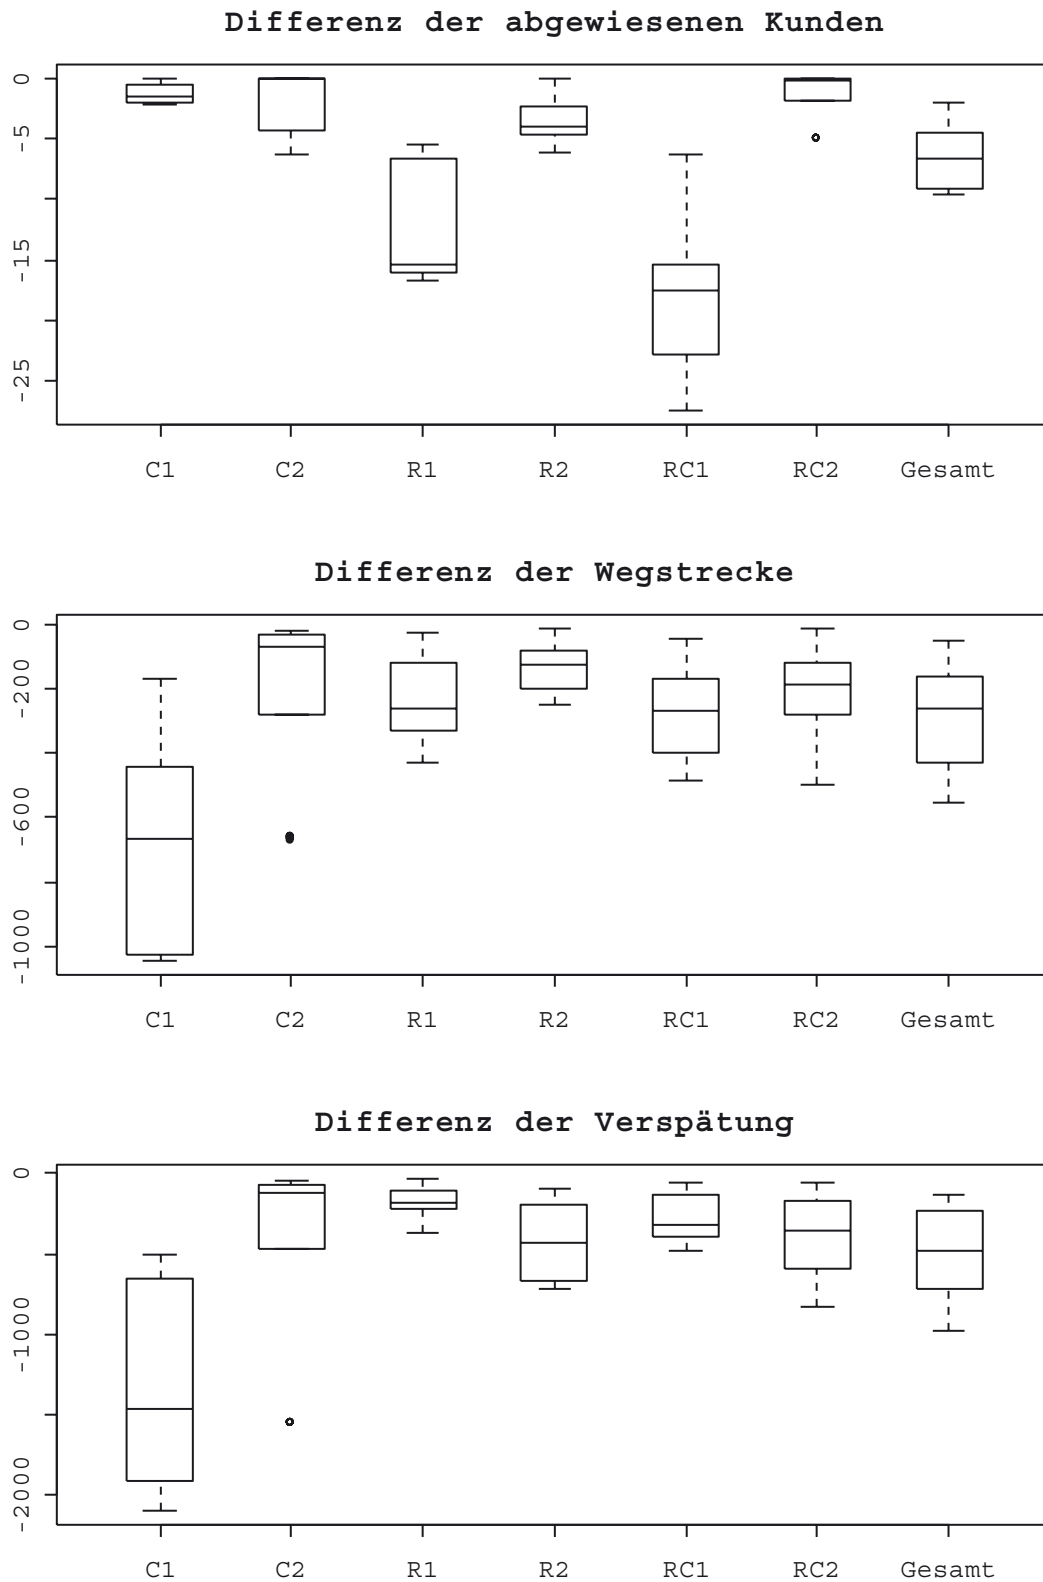 Differenz der abgewiesenen Kunden
0
-5
-15
-25
C1 C2 R1 R2 RC1 RC2 Gesamt
Differenz der Wegstrecke
0
-200
-600
-1000
C1 C2 R1 R2 RC1 RC2 Gesamt
Differenz der Verspätung
0
-1000
-2000
C1 C2 R1 R2 RC1 RC2 Gesamt